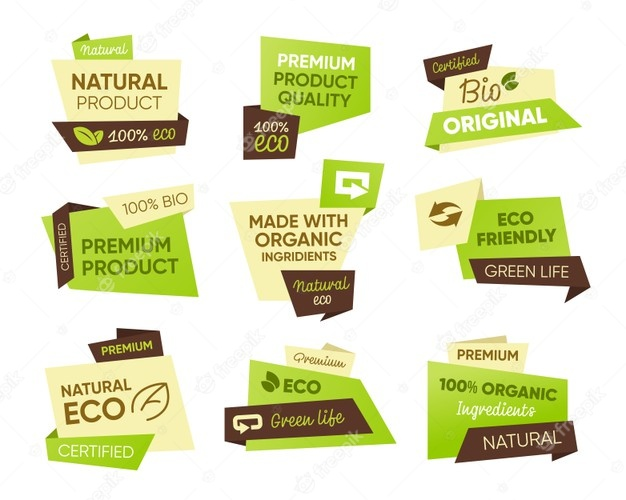 Natural
NATURAL
PRODUCT
100% eco
PREMIUM
PRODUCT
QUALITY
100%
eco
Certified
Bio
ORIGINAL
100% BIO
CERTIFIED
PREMIUM
PRODUCT
MADE WITH
ORGANIC
INGRIDIENTS
Natural
eco
ECO
FRIENDLY
GREEN LIFE
PREMIUM
NATURAL
ECO
CERTIFIED
Premium
ECO
Green life
PREMIUM
100% ORGANIC
Ingredients
NATURAL